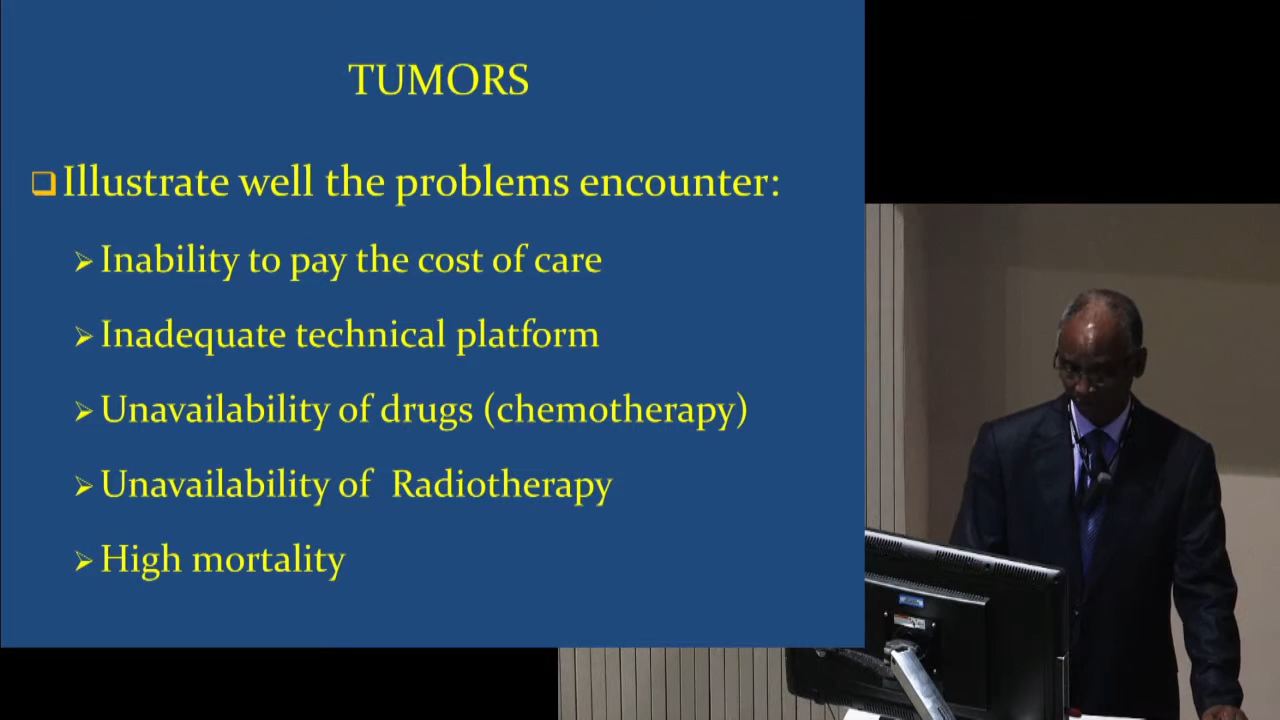 TUMORS
Illustrate well the problems encounter:
Inability to pay the cost of care
Inadequate technical platform
Unavailability of drugs (chemotherapy)
Unavailability of Radiotherapy
High mortality